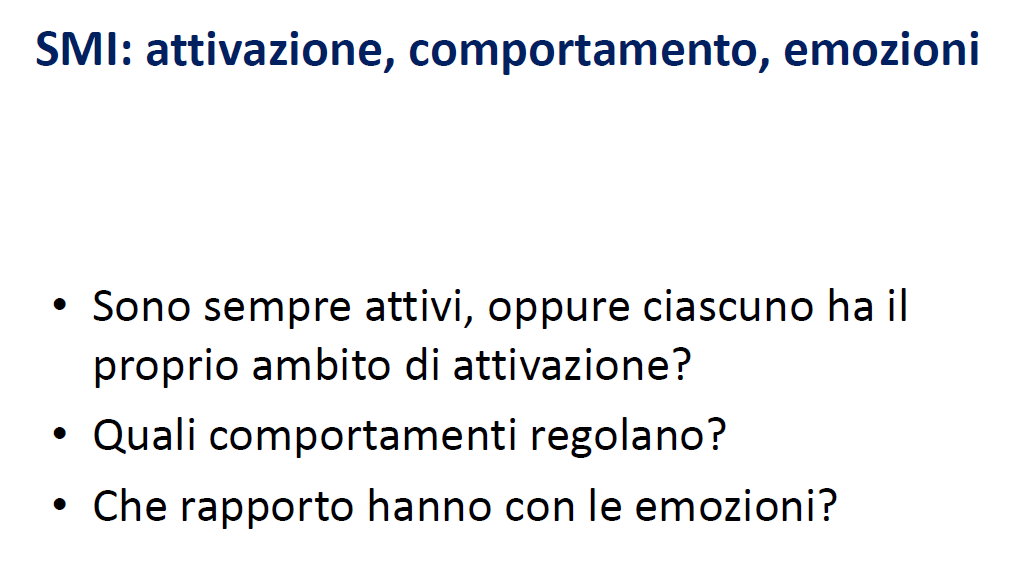 SMI: attivazione, comportamento, emozioni
• Sono sempre attivi, oppure ciascuno ha il
proprio ambito di attivazione?
• Quali comportamenti regolano?
• Che rapporto hanno con le emozioni?